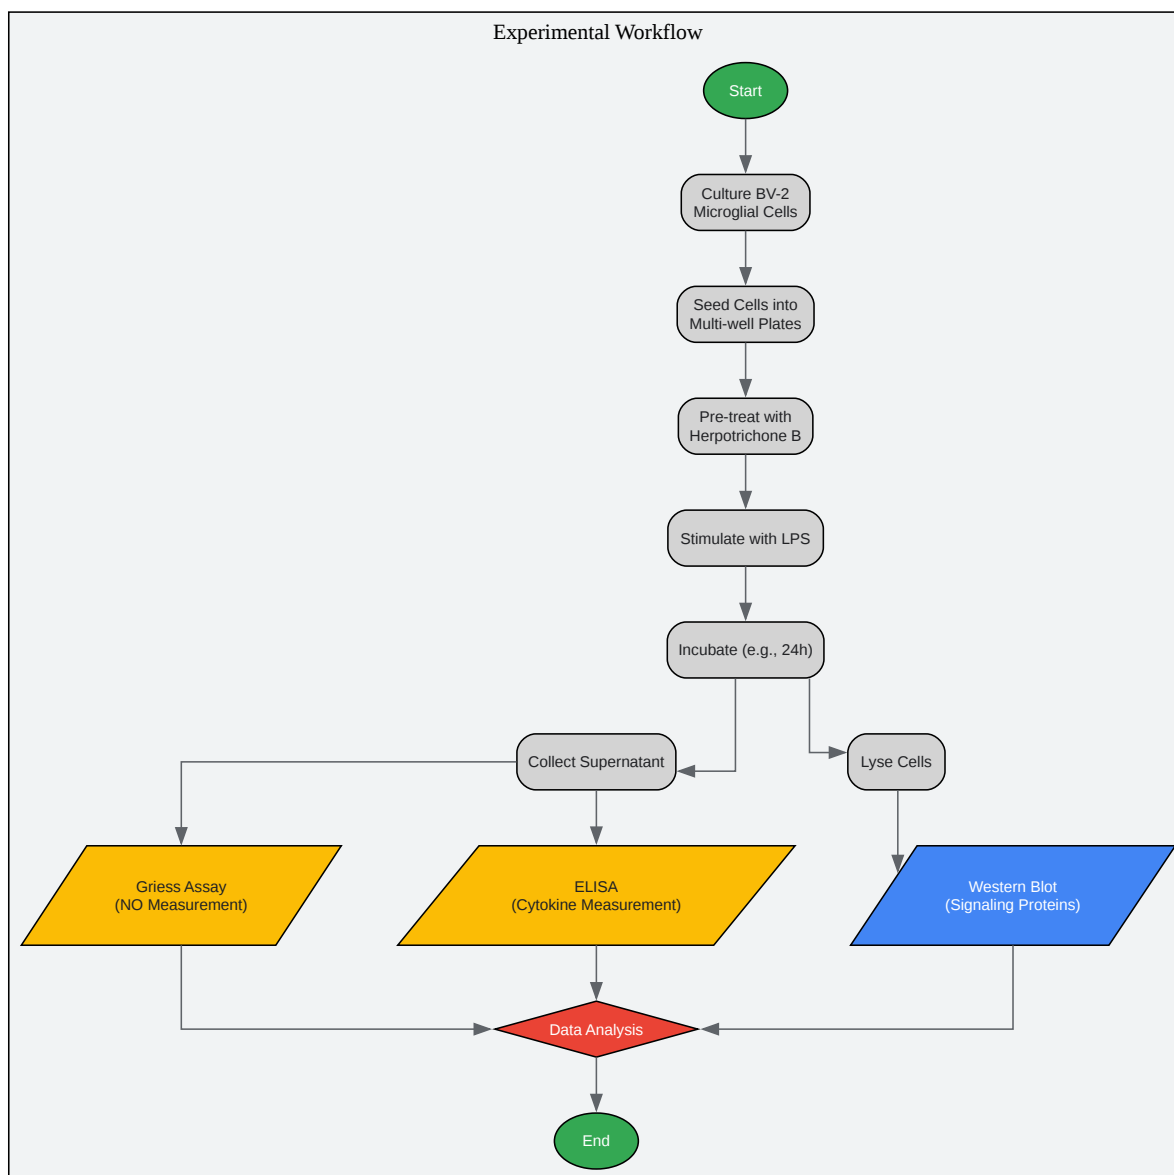 Experimental Workflow
Start
Culture BV-2
Microglial Cells
Seed Cells into
Multi-well Plates
Pre-treat with
Herpotrichone B
Stimulate with LPS
Incubate (e.g., 24h)
Collect Supernatant
Lyse Cells
Griess Assay
(NO Measurement)
ELISA
(Cytokine Measurement)
Western Blot
(Signaling Proteins)
Data Analysis
End